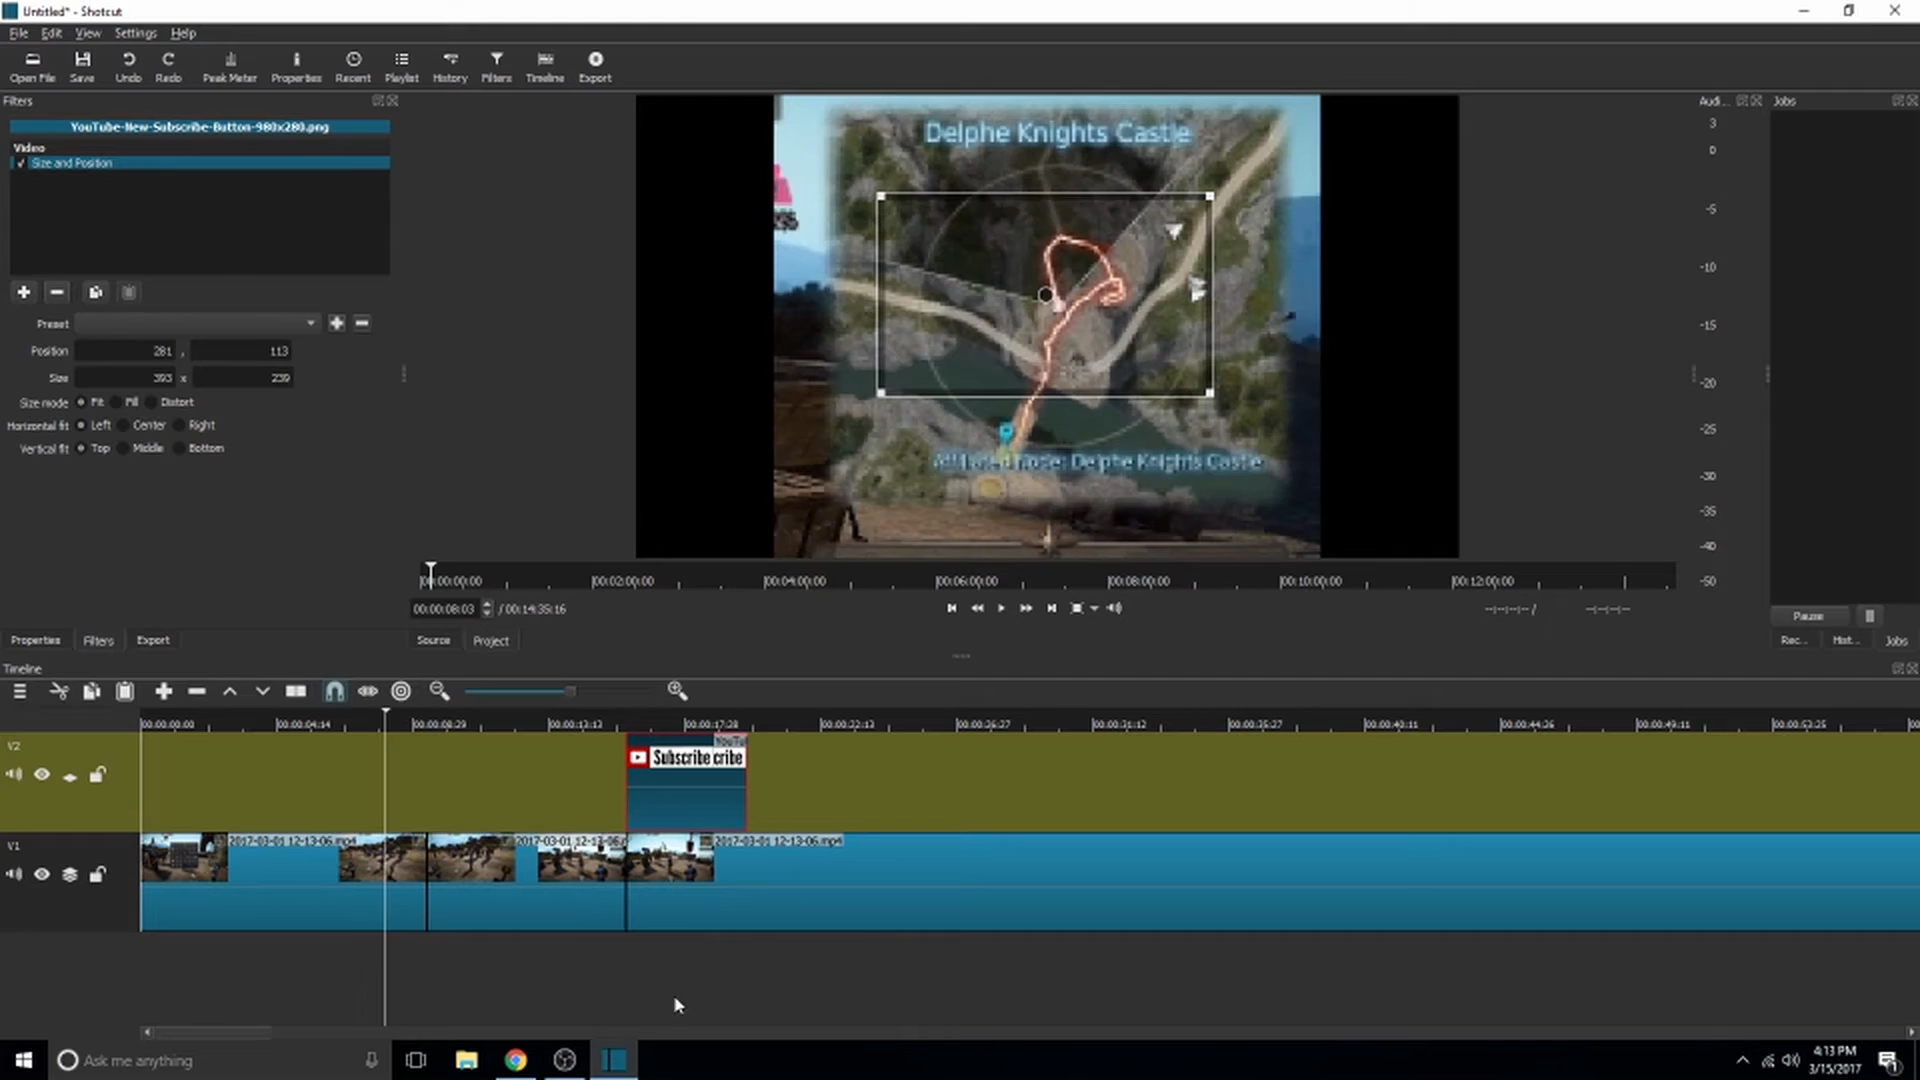 Untitled* - Shotcut
File Edit View Settings Help
Open File Save Undo Redo Peak Meter Properties Recent Playlist History Filters Timeline Export
Filters
YouTube-New-Subscribe-Button-980x280.png
Video
Size and Position
Preset
Position 281 , 113
Size 393 x 239
Size mode Fit Fill Distort
Horizontal fit Left Center Right
Vertical fit Top Middle Bottom
Properties Filters Export
Delphe Knights Castle
Affiliated Node: Delphe Knights Castle
00:00:00:00 00:02:00:00 00:04:00:00 00:06:00:00 00:08:00:00 00:10:00:00 00:12:00:00
00:00:08:03 / 00:14:35:16 --:--:--:-- / --:--:--:--
Source Project
Audi...
3
0
-5
-10
-15
-20
-25
-30
-35
-40
-50
Jobs
Pause
Rec... Hist... Jobs
Timeline
00:00:00:00 00:00:04:14 00:00:08:29 00:00:13:13 00:00:17:28 00:00:22:13 00:00:26:27 00:00:31:12 00:00:35:27 00:00:40:11 00:00:44:26 00:00:49:11 00:00:53:25
V2
YouTu
Subscribe cribe
V1
2017-03-01 12-13-06.mp4 2017-03-01 12-13-06. 2017-03-01 12-13-06.mp4
Ask me anything
4:13 PM
3/15/2017